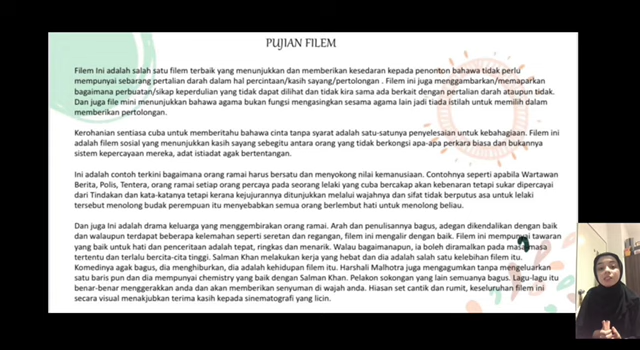 PUJIAN FILEM
Filem Ini adalah salah satu filem terbaik yang menunjukkan dan memberikan kesedaran kepada penonton bahawa tidak perlu
mempunyai sebarang pertalian darah dalam hal percintaan/kasih sayang/pertolongan . Filem ini juga menggambarkan/memaparkan
bagaimana perbuatan/sikap keperdulian yang tidak dapat dilihat dan tidak kira sama ada berkait dengan pertalian darah ataupun tidak.
Dan juga file mini menunjukkan bahawa agama bukan fungsi mengasingkan sesama agama lain jadi tiada istilah untuk memilih dalam
memberikan pertolongan.
Kerohanian sentiasa cuba untuk memberitahu bahawa cinta tanpa syarat adalah satu-satunya penyelesaian untuk kebahagiaan. Filem ini
adalah filem sosial yang menunjukkan kasih sayang sebegitu antara orang yang tidak berkongsi apa-apa perkara biasa dan bukannya
sistem kepercayaan mereka, adat istiadat agak bertentangan.
Ini adalah contoh terkini bagaimana orang ramai harus bersatu dan menyokong nilai kemanusiaan. Contohnya seperti apabila Wartawan
Berita, Polis, Tentera, orang ramai setiap orang percaya pada seorang lelaki yang cuba bercakap akan kebenaran tetapi sukar dipercayai
dari Tindakan dan kata-katanya tetapi kerana kejujurannya ditunjukkan melalui wajahnya dan sifat tidak berputus asa untuk lelaki
tersebut menolong budak perempuan itu menyebabkan semua orang berlembut hati untuk menolong beliau.
Dan juga Ini adalah drama keluarga yang menggembirakan orang ramai. Arah dan penulisannya bagus, adegan dikendalikan dengan baik
dan walaupun terdapat beberapa kelemahan seperti seretan dan regangan, filem ini mengalir dengan baik. Filem ini mempunyai tawaran
yang baik untuk hati dan penceritaan adalah tepat, ringkas dan menarik. Walau bagaimanapun, ia boleh diramalkan pada masa-masa
tertentu dan terlalu bercita-cita tinggi. Salman Khan melakukan kerja yang hebat dan dia adalah salah satu kelebihan filem itu.
Komedinya agak bagus, dia menghiburkan, dia adalah kehidupan filem itu. Harshali Malhotra juga mengagumkan tanpa mengeluarkan
satu baris pun dan dia mempunyai chemistry yang baik dengan Salman Khan. Pelakon sokongan yang lain semuanya bagus. Lagu-lagu itu
benar-benar menggerakkan anda dan akan memberikan senyuman di wajah anda. Hiasan set cantik dan rumit, keseluruhan filem ini
secara visual menakjubkan terima kasih kepada sinematografi yang licin.